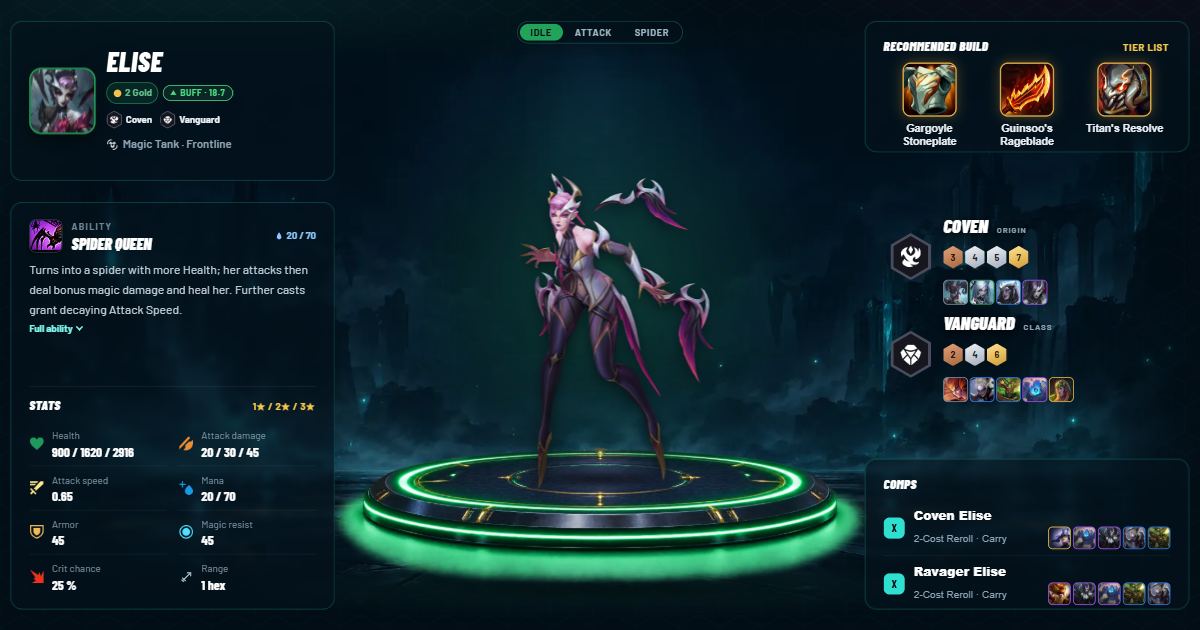 ELISE
2 Gold
BUFF · 18.7
Coven
Vanguard
Magic Tank · Frontline
ABILITY
SPIDER QUEEN
20 / 70
Turns into a spider with more Health; her attacks then
deal bonus magic damage and heal her. Further casts
grant decaying Attack Speed.
Full ability
STATS
1★ / 2★ / 3★
Health
900 / 1620 / 2916
Attack damage
20 / 30 / 45
Attack speed
0.65
Mana
20 / 70
Armor
45
Magic resist
45
Crit chance
25 %
Range
1 hex
IDLE
ATTACK
SPIDER
RECOMMENDED BUILD
TIER LIST
Gargoyle
Stoneplate
Guinsoo's
Rageblade
Titan's Resolve
COVEN ORIGIN
3 4 5 7
VANGUARD CLASS
2 4 6
COMPS
X
Coven Elise
2-Cost Reroll · Carry
X
Ravager Elise
2-Cost Reroll · Carry